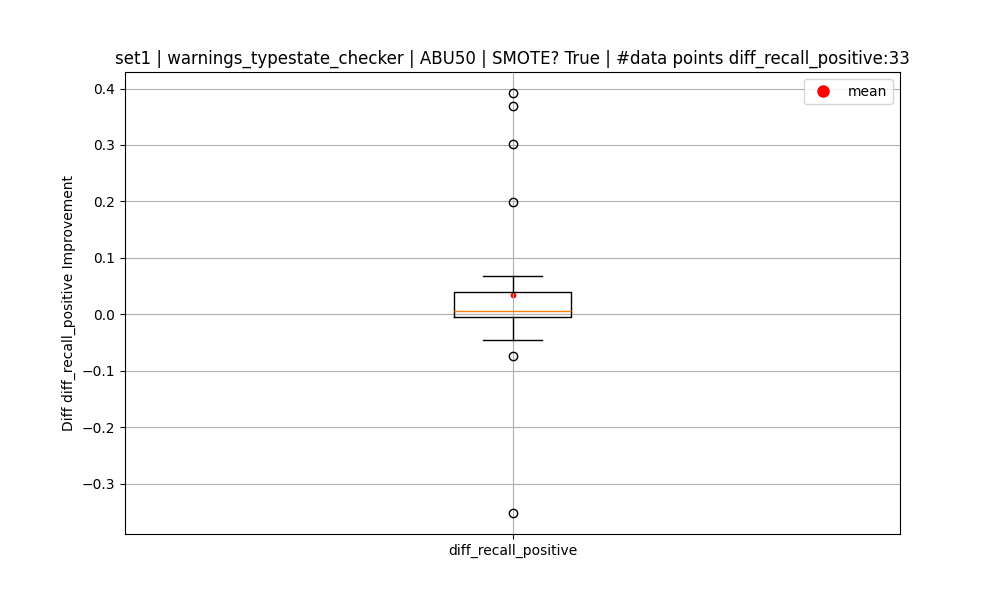 set1 | warnings_typestate_checker | ABU50 | SMOTE? True | #data points diff_recall_positive:33
mean
0.4
0.3
0.2
0.1
0.0
−0.1
−0.2
−0.3
Diff diff_recall_positive Improvement
diff_recall_positive